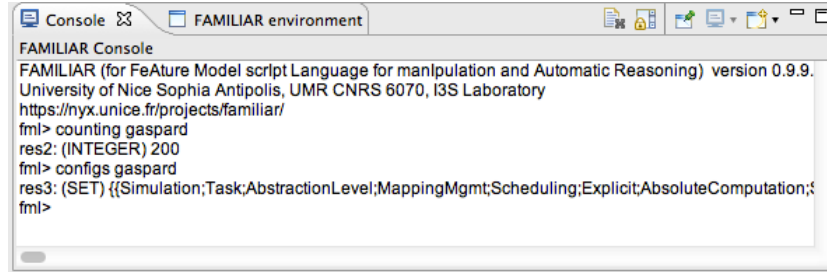 Console FAMILIAR environment
FAMILIAR Console
FAMILIAR (for FeAture Model scrIpt Language for manIpulation and Automatic Reasoning) version 0.9.9.
University of Nice Sophia Antipolis, UMR CNRS 6070, I3S Laboratory
https://nyx.unice.fr/projects/familiar/
fml> counting gaspard
res2: (INTEGER) 200
fml> configs gaspard
res3: (SET) {{Simulation;Task;AbstractionLevel;MappingMgmt;Scheduling;Explicit;AbsoluteComputation;S
fml>